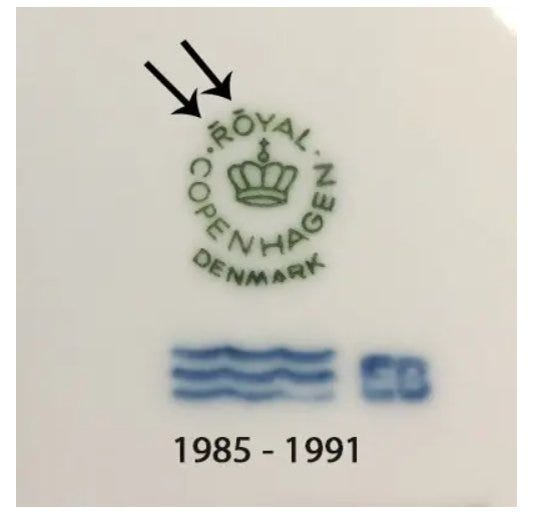 ROYAL
COPENHAGEN
DENMARK
1985 - 1991